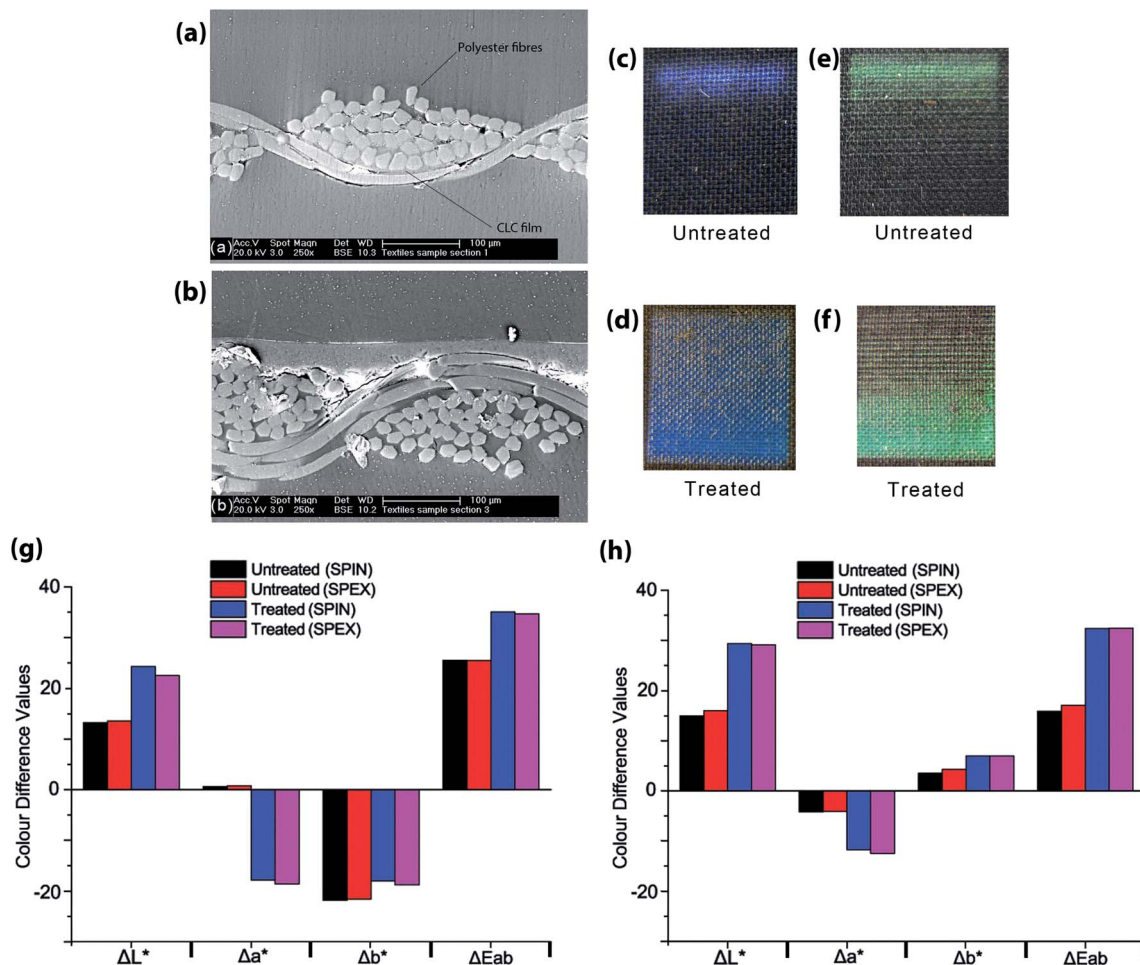 (a)
Polyester fibres
CLC film
(a)
Acc.V Spot Magn Det WD 100 µm
20.0 kV 3.0 250x BSE 10.3 Textiles sample section 1
(b)
(b)
Acc.V Spot Magn Det WD 100 µm
20.0 kV 3.0 250x BSE 10.2 Textiles sample section 3
(c)
Untreated
(e)
Untreated
(d)
Treated
(f)
Treated
(g)
Untreated (SPIN)
Untreated (SPEX)
Treated (SPIN)
Treated (SPEX)
Colour Difference Values
40
20
0
-20
ΔL* Δa* Δb* ΔEab
(h)
Untreated (SPIN)
Untreated (SPEX)
Treated (SPIN)
Treated (SPEX)
Colour Difference Values
40
20
0
-20
ΔL* Δa* Δb* ΔEab